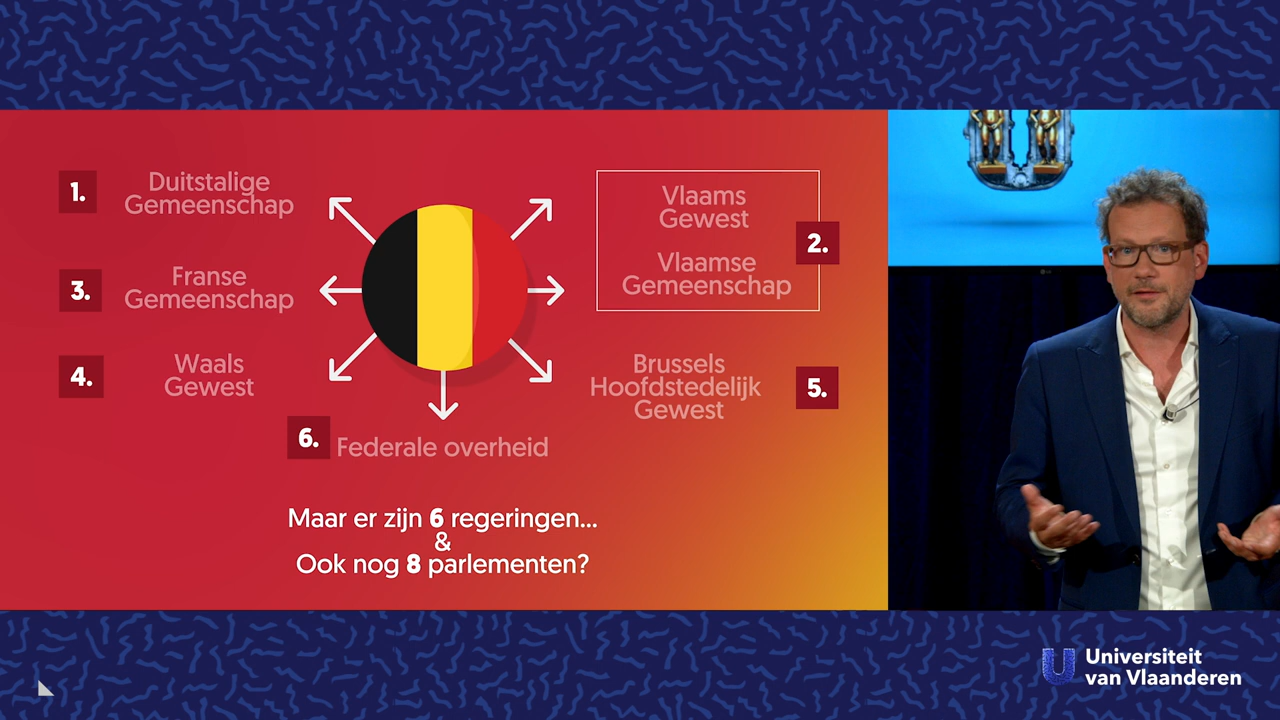 1.
Duitstalige
Gemeenschap
Vlaams
Gewest
2.
Vlaamse
Gemeenschap
3.
Franse
Gemeenschap
4.
Waals
Gewest
Brussels
Hoofdstedelijk
Gewest
5.
6.
Federale overheid
Maar er zijn 6 regeringen...
&
Ook nog 8 parlementen?
Universiteit
van Vlaanderen